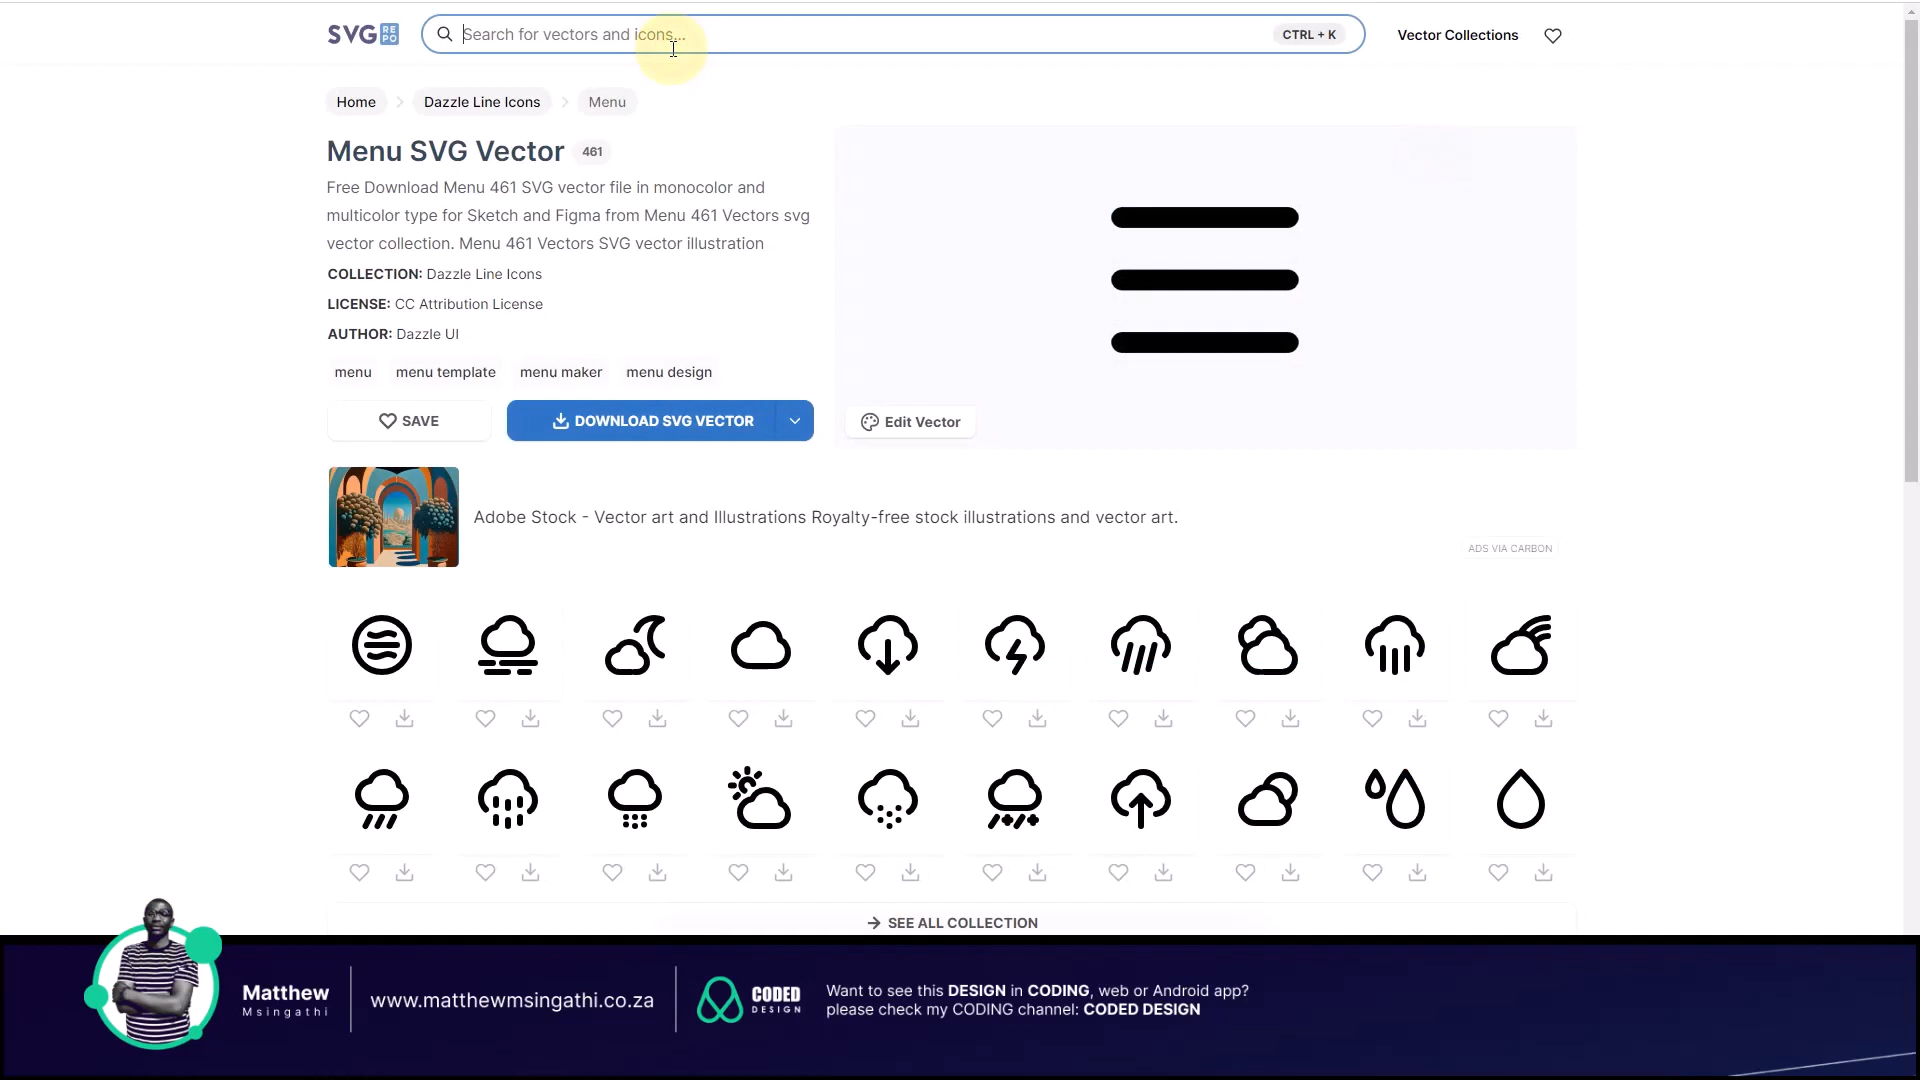 SVG RE PO
Search for vectors and icons...
CTRL + K
Vector Collections
Home
Dazzle Line Icons
Menu
Menu SVG Vector
461
Free Download Menu 461 SVG vector file in monocolor and
multicolor type for Sketch and Figma from Menu 461 Vectors svg
vector collection. Menu 461 Vectors SVG vector illustration
COLLECTION: Dazzle Line Icons
LICENSE: CC Attribution License
AUTHOR: Dazzle UI
menu
menu template
menu maker
menu design
SAVE
DOWNLOAD SVG VECTOR
Edit Vector
Adobe Stock - Vector art and Illustrations Royalty-free stock illustrations and vector art.
ADS VIA CARBON
SEE ALL COLLECTION
Matthew
Msingathi
www.matthewmsingathi.co.za
CODED
DESIGN
Want to see this DESIGN in CODING, web or Android app?
please check my CODING channel: CODED DESIGN